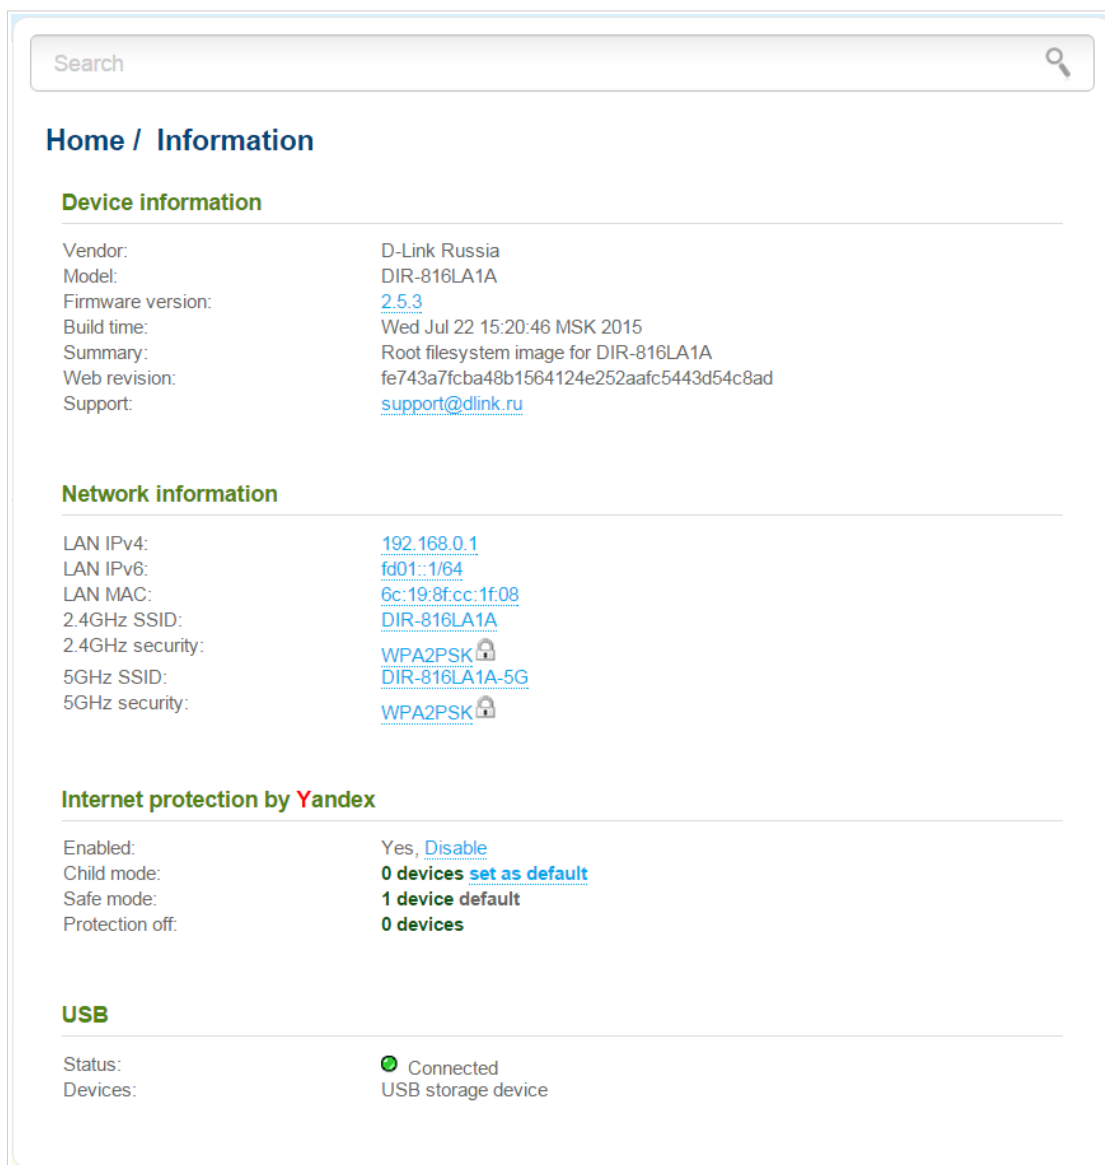 Search
Home / Information
Device information
Vendor: D-Link Russia
Model: DIR-816LA1A
Firmware version: 2.5.3
Build time: Wed Jul 22 15:20:46 MSK 2015
Summary: Root filesystem image for DIR-816LA1A
Web revision: fe743a7fcba48b1564124e252aafc5443d54c8ad
Support: support@dlink.ru
Network information
LAN IPv4: 192.168.0.1
LAN IPv6: fd01::1/64
LAN MAC: 6c:19:8f:cc:1f:08
2.4GHz SSID: DIR-816LA1A
2.4GHz security: WPA2PSK
5GHz SSID: DIR-816LA1A-5G
5GHz security: WPA2PSK
Internet protection by Yandex
Enabled: Yes, Disable
Child mode: 0 devices set as default
Safe mode: 1 device default
Protection off: 0 devices
USB
Status: Connected
Devices: USB storage device